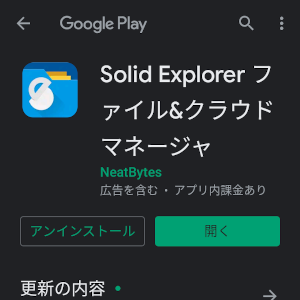 Google Play
Solid Explorer フ
ァイル&クラウド
マネージャ
NeatBytes
広告を含む ・ アプリ内課金あり
アンインストール
開く
更新の内容